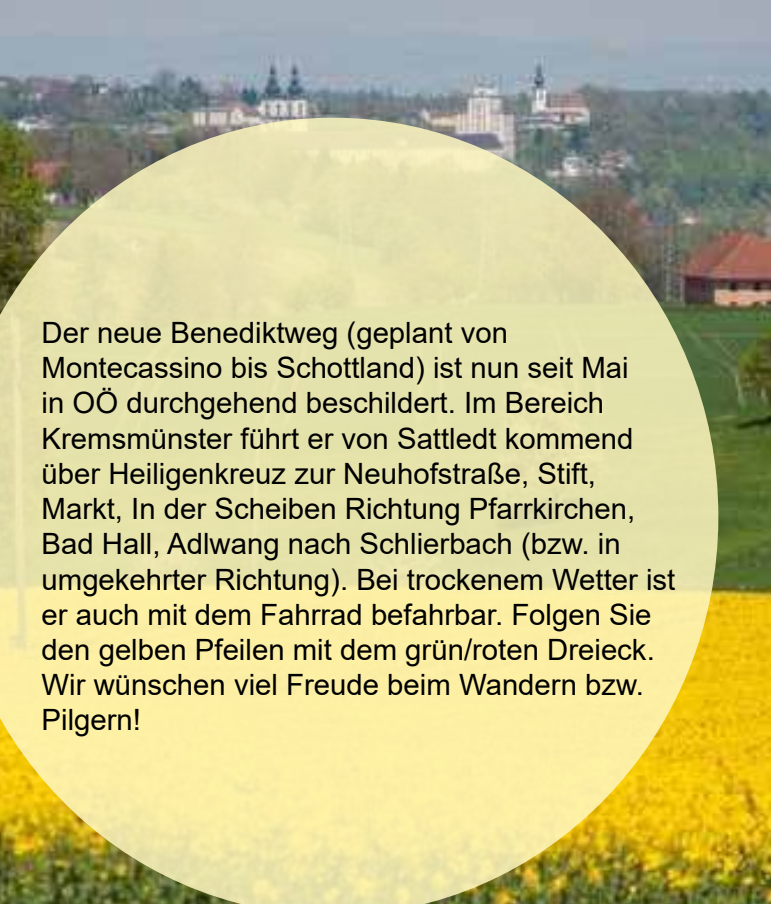 Der neue Benediktweg (geplant von
Montecassino bis Schottland) ist nun seit Mai
in OÖ durchgehend beschildert. Im Bereich
Kremsmünster führt er von Sattledt kommend
über Heiligenkreuz zur Neuhofstraße, Stift,
Markt, In der Scheiben Richtung Pfarrkirchen,
Bad Hall, Adlwang nach Schlierbach (bzw. in
umgekehrter Richtung). Bei trockenem Wetter ist
er auch mit dem Fahrrad befahrbar. Folgen Sie
den gelben Pfeilen mit dem grün/roten Dreieck.
Wir wünschen viel Freude beim Wandern bzw.
Pilgern!